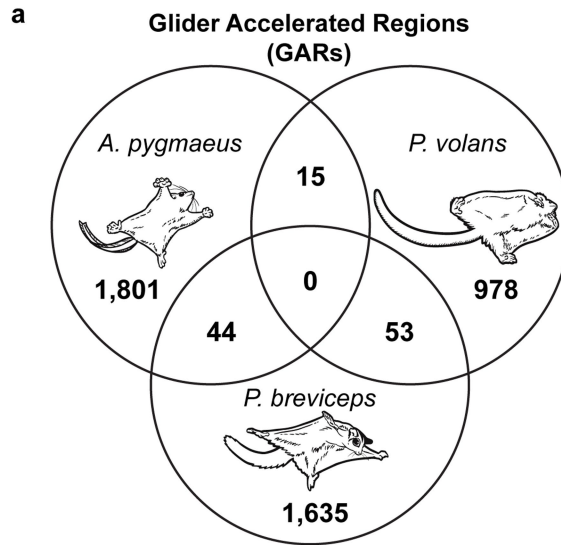 a
Glider Accelerated Regions
(GARs)
A. pygmaeus
P. volans
15
1,801
0
978
44
53
P. breviceps
1,635